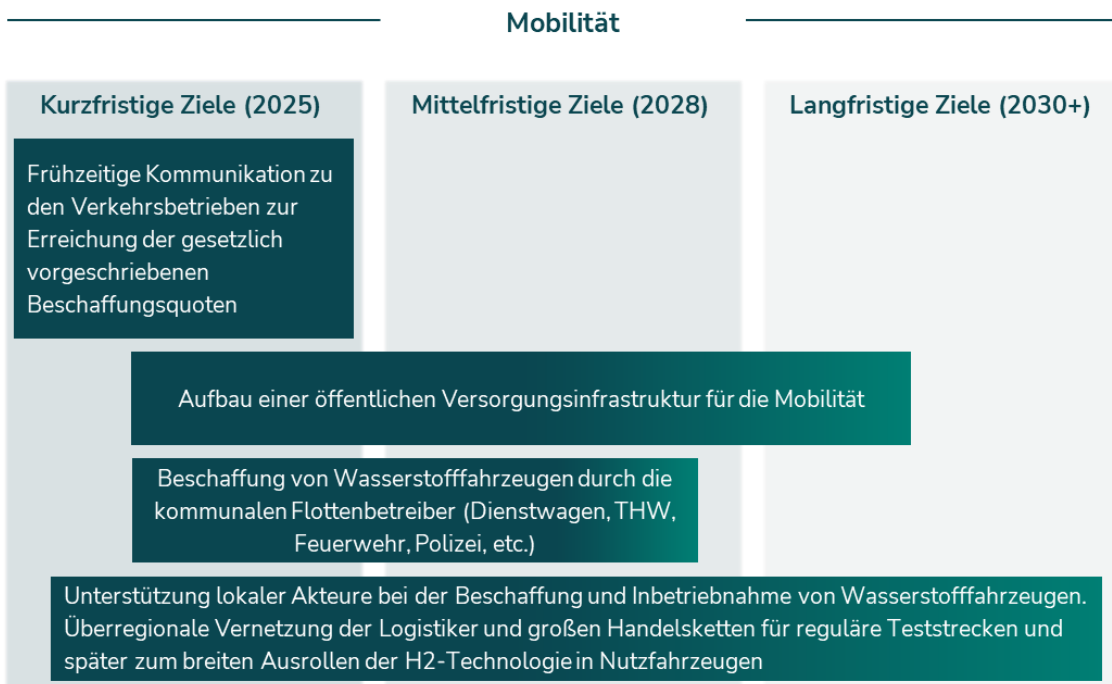 Mobilität
Kurzfristige Ziele (2025)
Mittelfristige Ziele (2028)
Langfristige Ziele (2030+)
Frühzeitige Kommunikation zu
den Verkehrsbetrieben zur
Erreichung der gesetzlich
vorgeschriebenen
Beschaffungsquoten
Aufbau einer öffentlichen Versorgungsinfrastruktur für die Mobilität
Beschaffung von Wasserstofffahrzeugen durch die
kommunalen Flottenbetreiber (Dienstwagen, THW,
Feuerwehr, Polizei, etc.)
Unterstützung lokaler Akteure bei der Beschaffung und Inbetriebnahme von Wasserstofffahrzeugen.
Überregionale Vernetzung der Logistiker und großen Handelsketten für reguläre Teststrecken und
später zum breiten Ausrollen der H2-Technologie in Nutzfahrzeugen